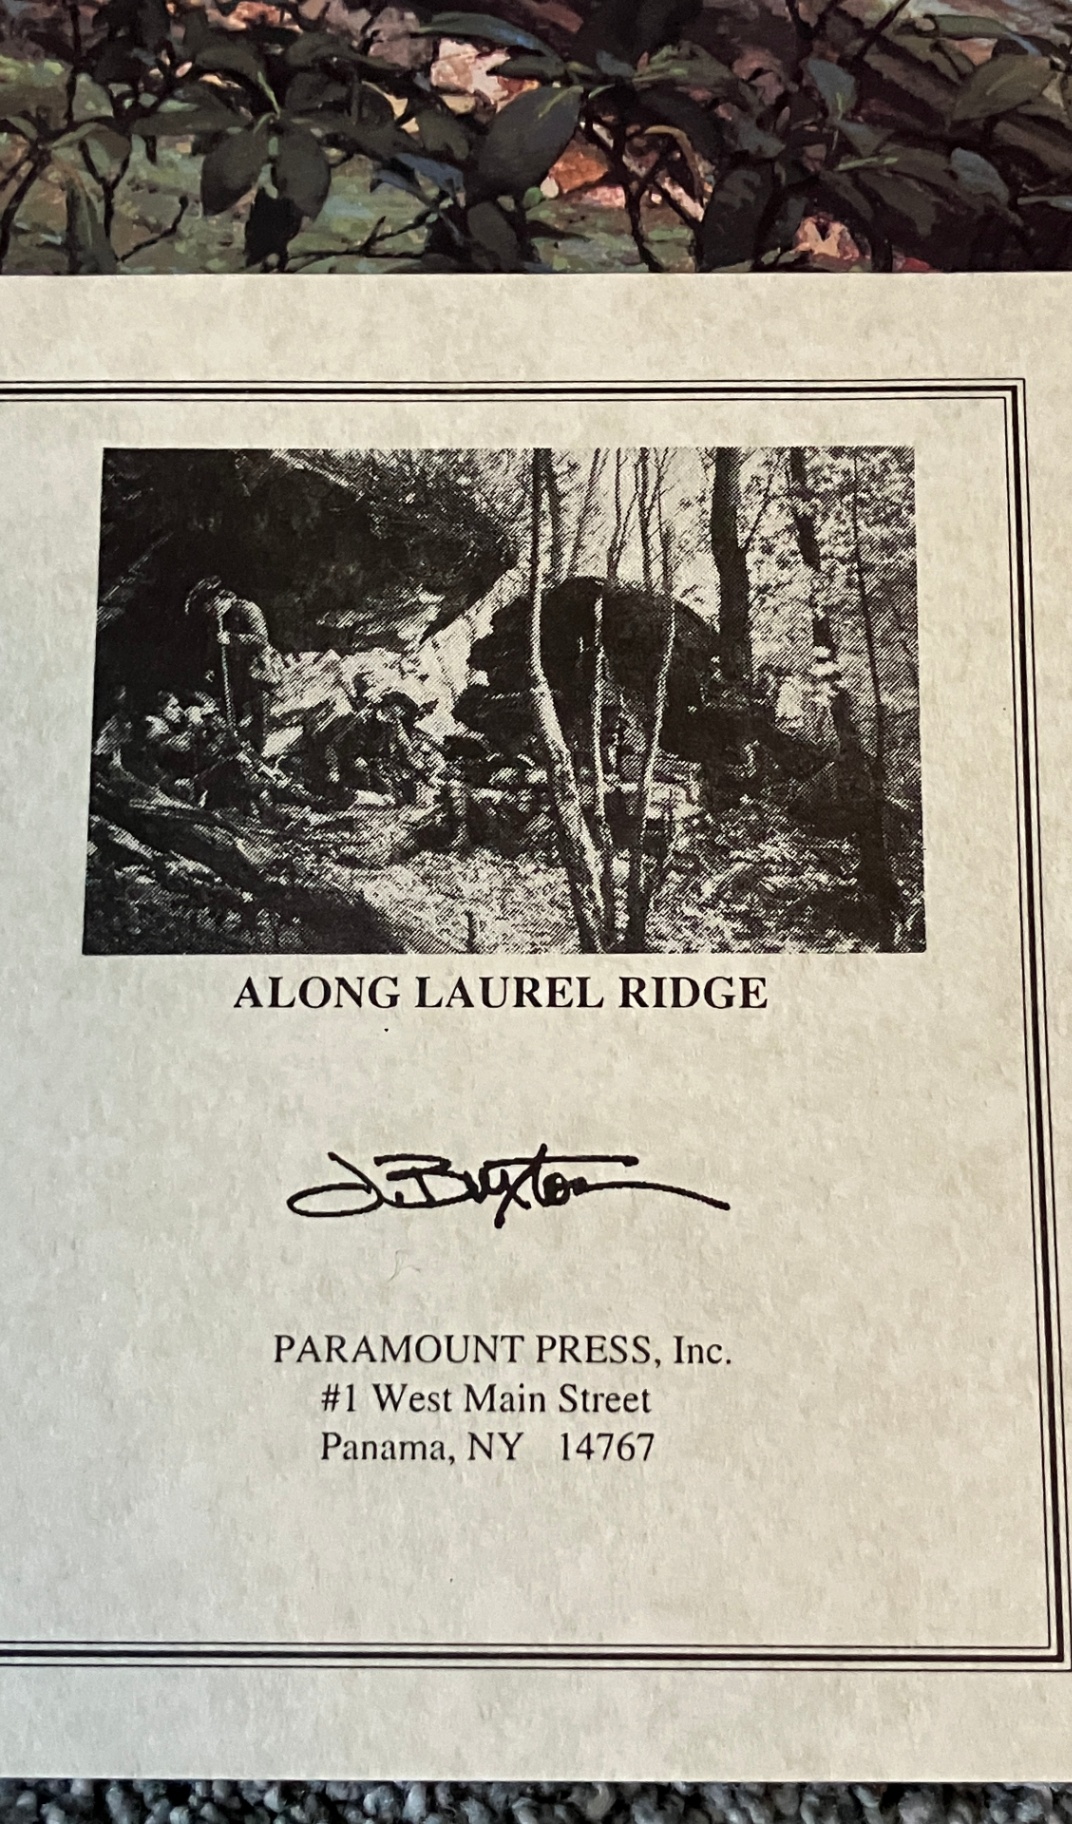 ALONG LAUREL RIDGE
J. Buxton
PARAMOUNT PRESS, Inc.
#1 West Main Street
Panama, NY 14767